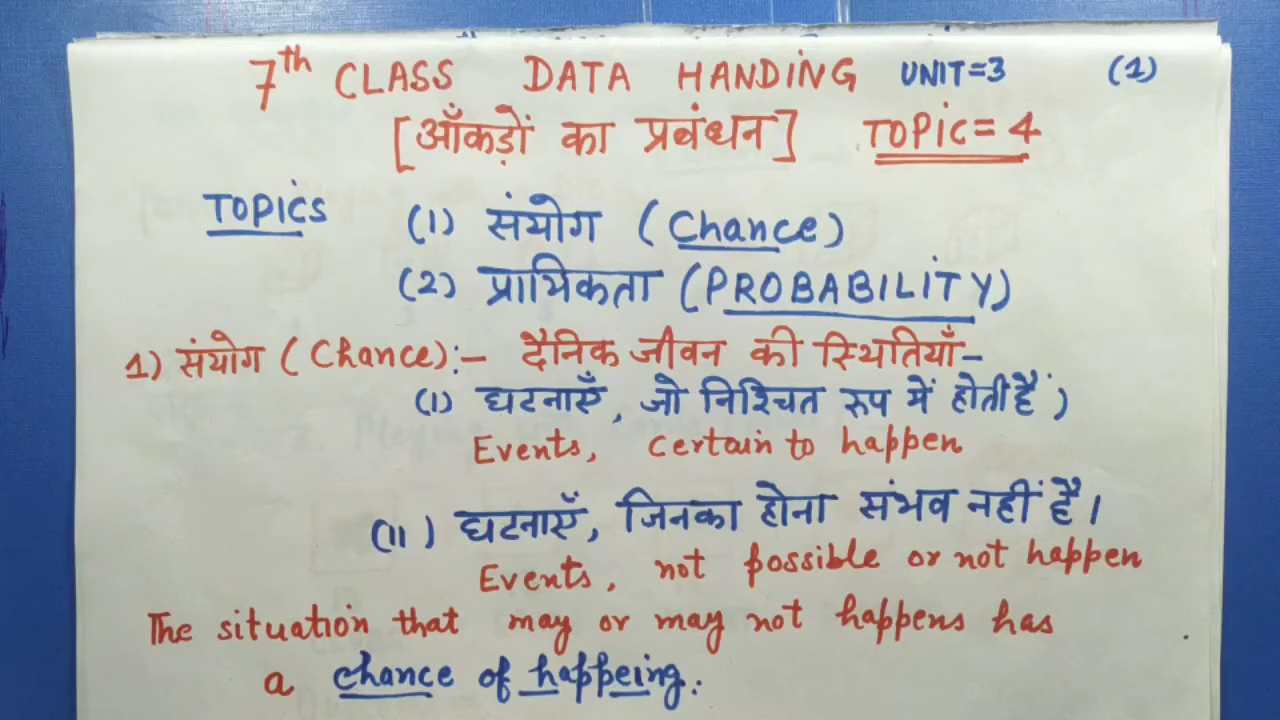 7th CLASS DATA HANDING UNIT=3 (1)
[आँकड़ों का प्रबंधन] TOPIC=4
TOPICS (1) संयोग (Chance)
(2) प्रायिकता (PROBABILITY)
1) संयोग (Chance):- दैनिक जीवन की स्थितियाँ-
(I) घटनाएँ, जो निश्चित रूप में होती हैं;
Events, certain to happen
(II) घटनाएँ, जिनका होना संभव नहीं है।
Events, not possible or not happen
The situation that may or may not happens has
a chance of happeing.